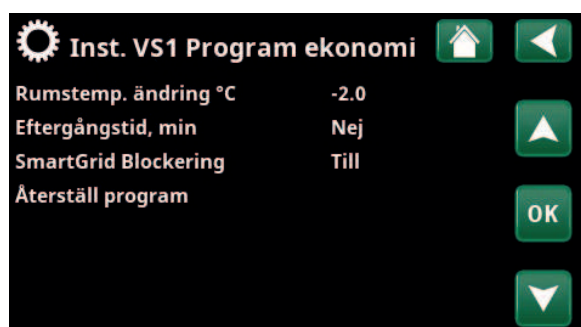 Inst. VS1 Program ekonomi
Rumstemp. ändring °C -2.0
Eftergångstid, min Nej
SmartGrid Blockering Till
Återställ program
OK